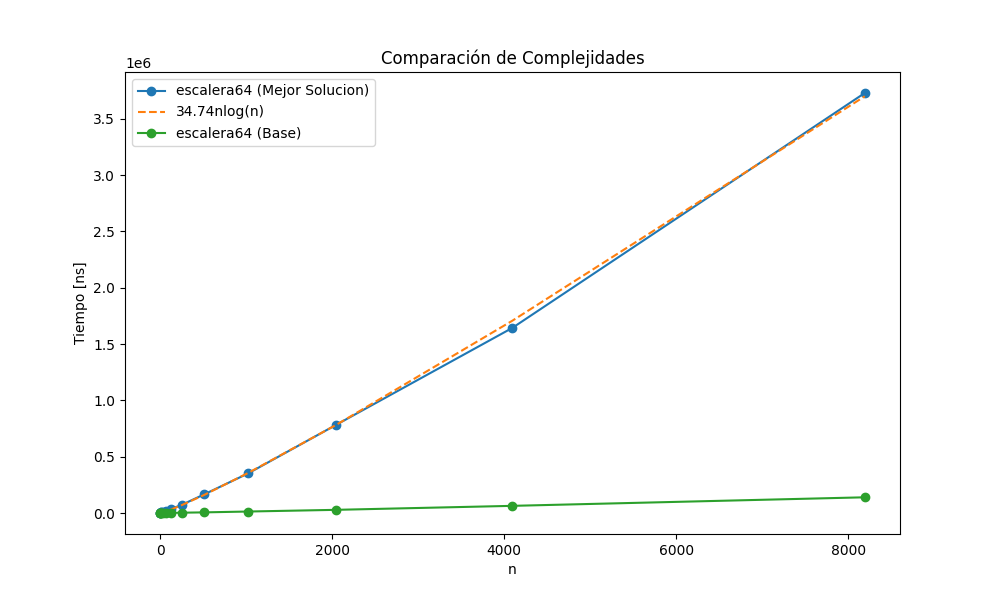 Comparación de Complejidades
1e6
escalera64 (Mejor Solucion)
34.74nlog(n)
escalera64 (Base)
3.5
3.0
2.5
2.0
1.5
1.0
0.5
0.0
Tiempo [ns]
0 2000 4000 6000 8000
n